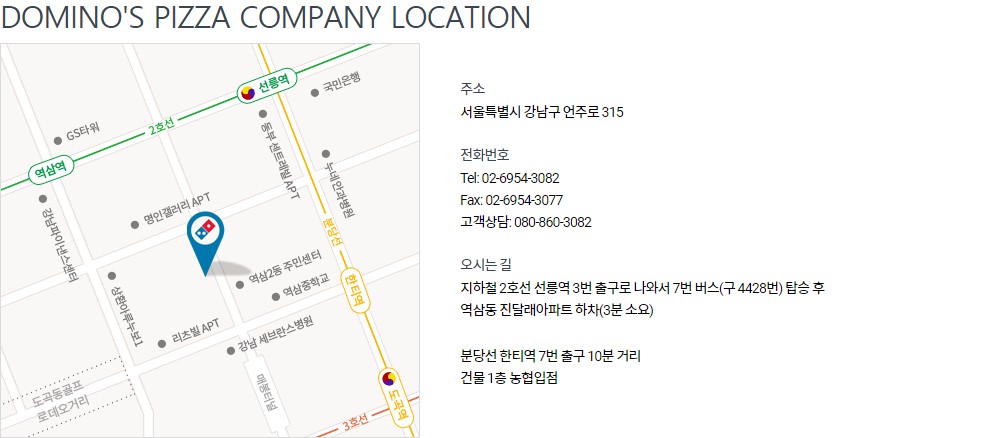 DOMINO'S PIZZA COMPANY LOCATION
선릉역
국민은행
GS타워
2호선
동부 센트레빌 APT
누네안과병원
역삼역
강남파이낸스센터
명인갤러리 APT
분당선
역삼2동 주민센터
역삼중학교
한티역
상환아루누보1
리츠빌 APT
강남 세브란스병원
매봉터널
도곡동골프
로데오거리
도곡역
3호선
주소
서울특별시 강남구 언주로 315
전화번호
Tel: 02-6954-3082
Fax: 02-6954-3077
고객상담: 080-860-3082
오시는 길
지하철 2호선 선릉역 3번 출구로 나와서 7번 버스(구 4428번) 탑승 후
역삼동 진달래아파트 하차(3분 소요)
분당선 한티역 7번 출구 10분 거리
건물 1층 농협입점